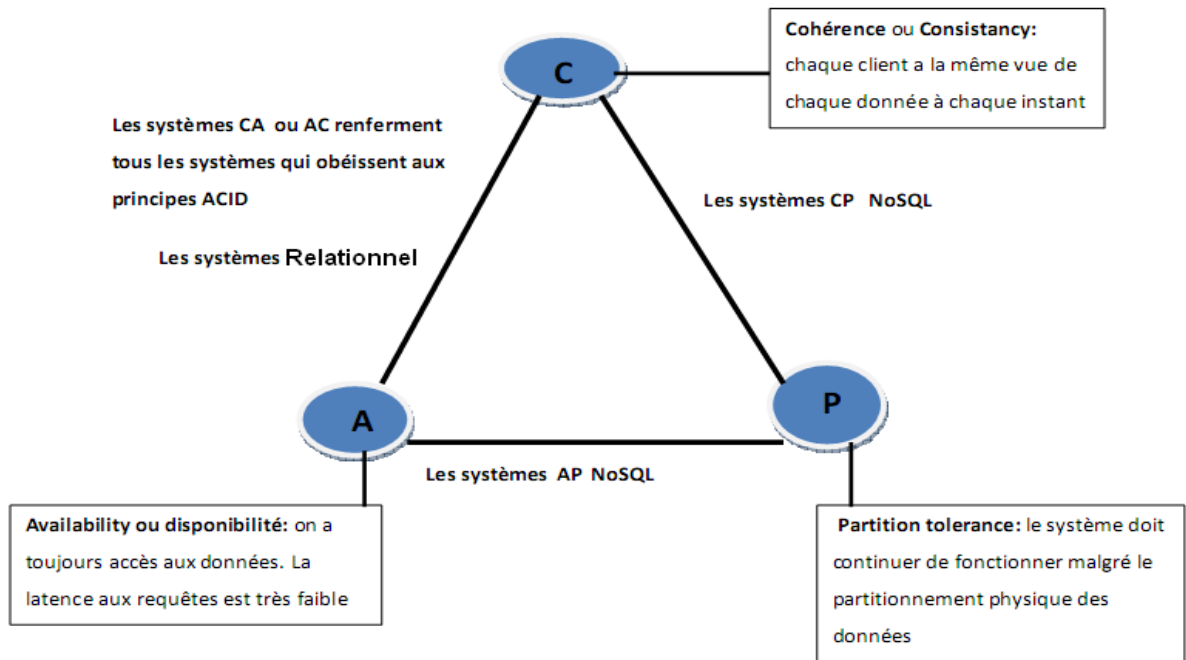 C
Cohérence ou Consistancy:
chaque client a la même vue de
chaque donnée à chaque instant
Les systèmes CA ou AC renferment
tous les systèmes qui obéissent aux
principes ACID
Les systèmes Relationnel
Les systèmes CP NoSQL
A
P
Les systèmes AP NoSQL
Availability ou disponibilité: on a
toujours accès aux données. La
latence aux requêtes est très faible
Partition tolerance: le système doit
continuer de fonctionner malgré le
partitionnement physique des
données